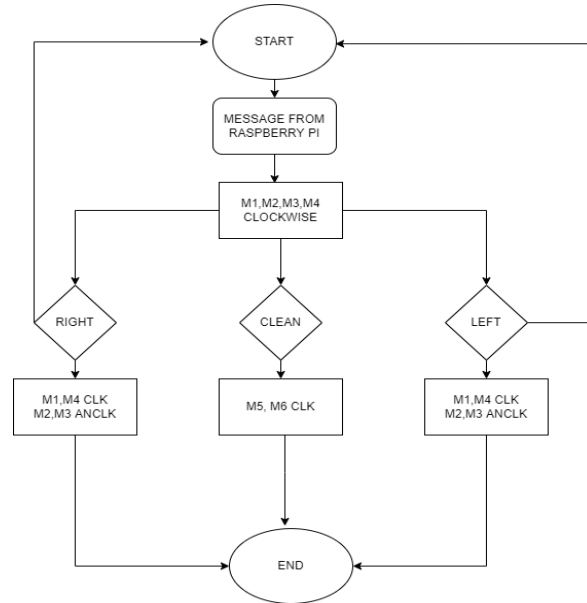 START
MESSAGE FROM
RASPBERRY PI
M1,M2,M3,M4
CLOCKWISE
RIGHT
CLEAN
LEFT
M1,M4 CLK
M2,M3 ANCLK
M5, M6 CLK
M1,M4 CLK
M2,M3 ANCLK
END